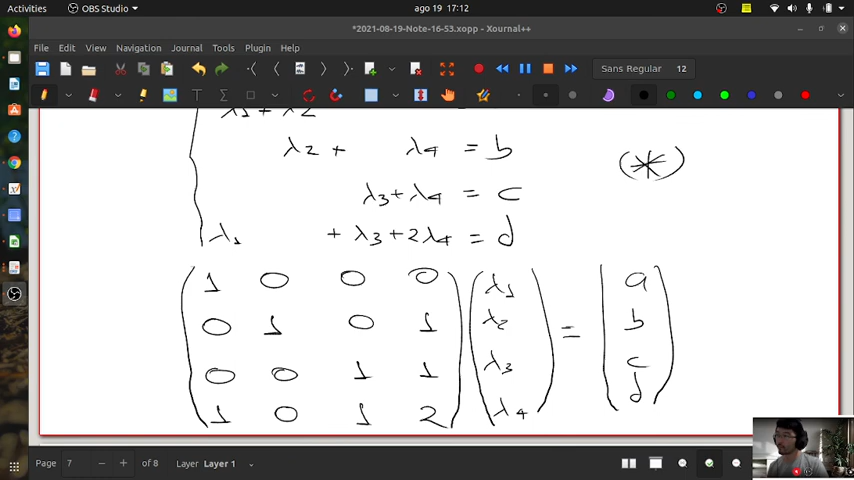 Activities
OBS Studio
ago 19 17:12
*2021-08-19-Note-16-53.xopp - Xournal++
File Edit View Navigation Journal Tools Plugin Help
Sans Regular 12
λ1 + λ2
λ2 + λ4 = b
(*)
λ3 + λ4 = c
λ1 + λ3 + 2λ4 = d
1 0 0 0 λ1 a
0 1 0 1 λ2 = b
0 0 1 1 λ3 c
1 0 1 2 λ4 d
Page 7 of 8 Layer Layer 1